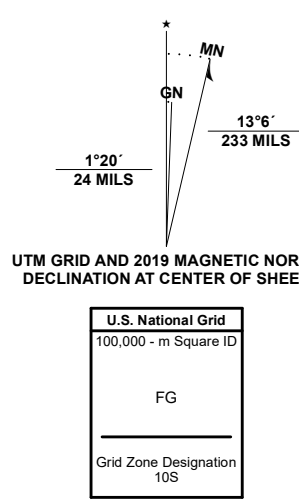 ★
MN
GN
13°6´
233 MILS
1°20´
24 MILS
UTM GRID AND 2019 MAGNETIC NOR
DECLINATION AT CENTER OF SHEE
U.S. National Grid
100,000 - m Square ID
FG
Grid Zone Designation
10S